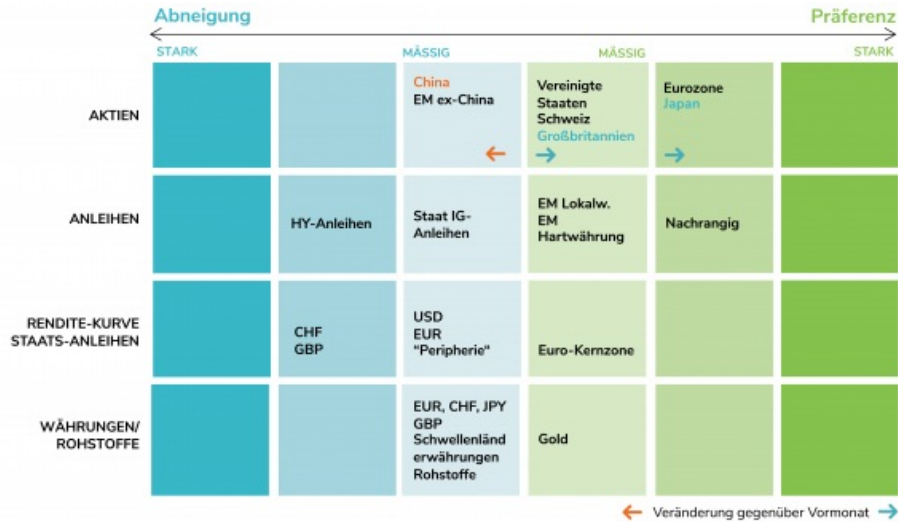 Abneigung
Präferenz
STARK
MÄSSIG
MÄSSIG
STARK
AKTIEN
China
EM ex-China
Vereinigte
Staaten
Schweiz
Großbritannien
Eurozone
Japan
ANLEIHEN
HY-Anleihen
Staat IG-
Anleihen
EM Lokalw.
EM
Hartwährung
Nachrangig
RENDITE-KURVE
STAATS-ANLEIHEN
CHF
GBP
USD
EUR
"Peripherie"
Euro-Kernzone
WÄHRUNGEN/
ROHSTOFFE
EUR, CHF, JPY
GBP
Schwellenländ
erwährungen
Rohstoffe
Gold
Veränderung gegenüber Vormonat